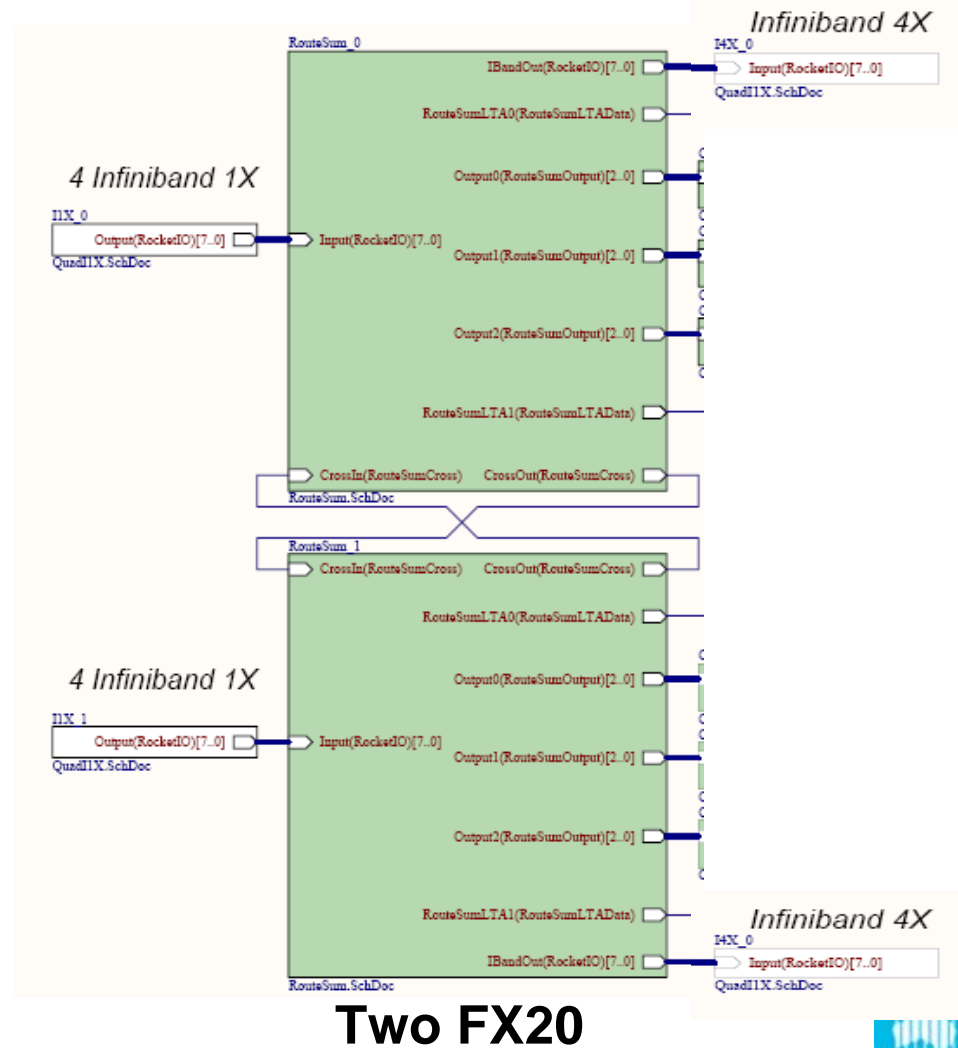 Infiniband 4X
RouteSum_0
I4X_0
IBandOut(RocketIO)[7..0]
Input(RocketIO)[7..0]
QuadI1X.SchDoc
RouteSumLTA0(RouteSumLTAData)
4 Infiniband 1X
Output0(RouteSumOutput)[2..0]
I1X_0
Output(RocketIO)[7..0]
Input(RocketIO)[7..0]
QuadI1X.SchDoc
Output1(RouteSumOutput)[2..0]
Output2(RouteSumOutput)[2..0]
RouteSumLTA1(RouteSumLTAData)
CrossIn(RouteSumCross)
CrossOut(RouteSumCross)
RouteSum.SchDoc
RouteSum_1
CrossIn(RouteSumCross)
CrossOut(RouteSumCross)
RouteSumLTA0(RouteSumLTAData)
4 Infiniband 1X
Output0(RouteSumOutput)[2..0]
I1X_1
Output(RocketIO)[7..0]
Input(RocketIO)[7..0]
QuadI1X.SchDoc
Output1(RouteSumOutput)[2..0]
Output2(RouteSumOutput)[2..0]
RouteSumLTA1(RouteSumLTAData)
Infiniband 4X
I4X_0
IBandOut(RocketIO)[7..0]
Input(RocketIO)[7..0]
RouteSum.SchDoc
QuadI1X.SchDoc
Two FX20